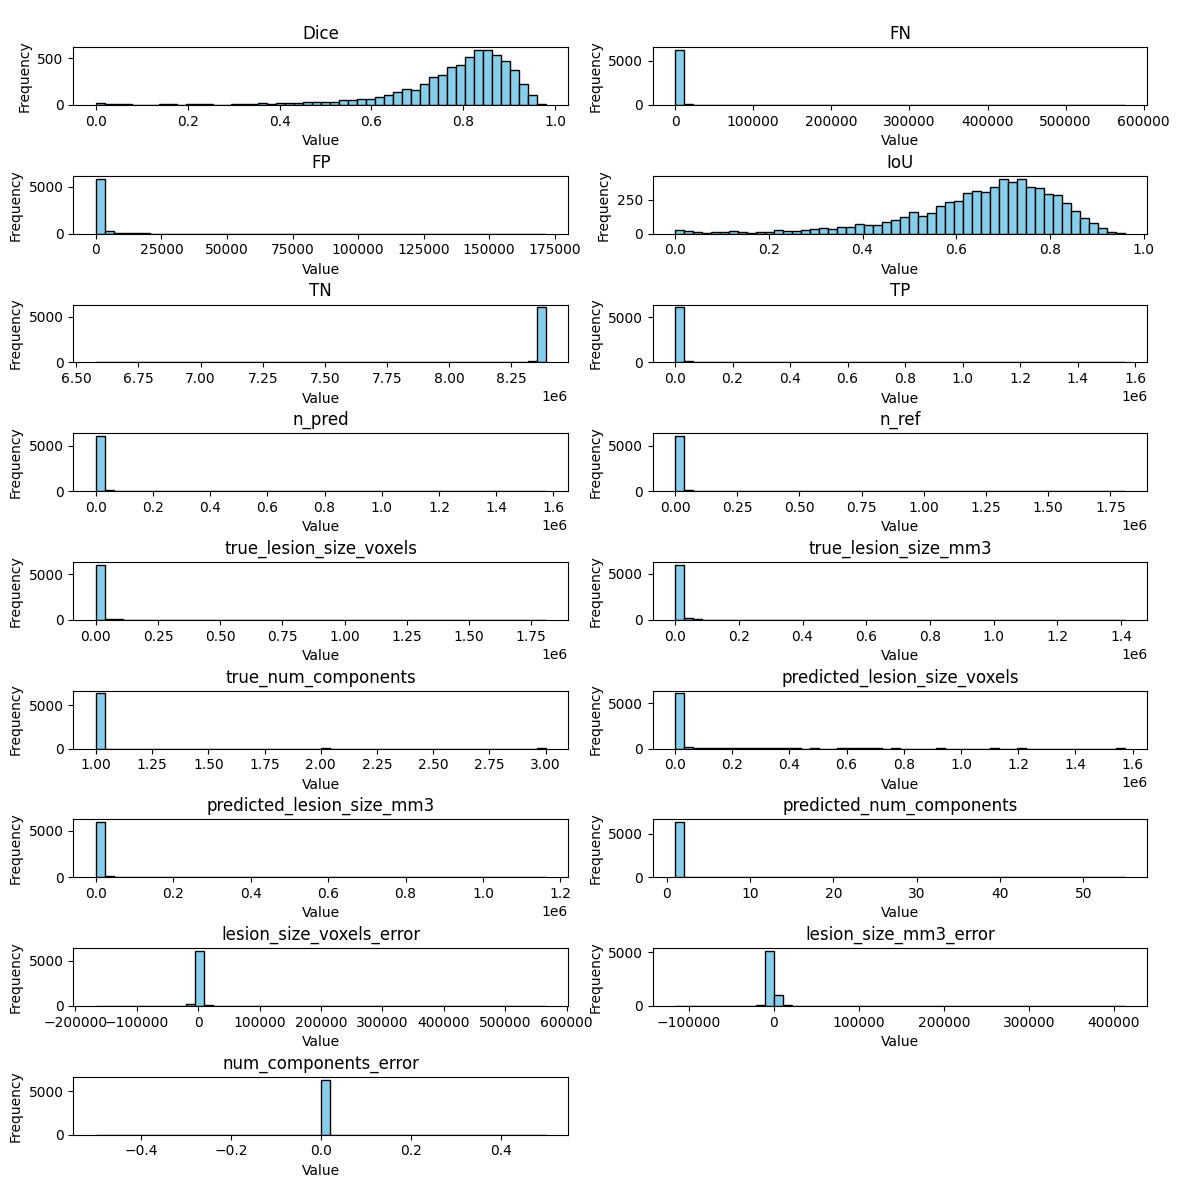 Dice
Frequency
500
0
0.0 0.2 0.4 0.6 0.8 1.0
Value
FN
Frequency
5000
0
0 100000 200000 300000 400000 500000 600000
Value
FP
Frequency
5000
0
0 25000 50000 75000 100000 125000 150000 175000
Value
IoU
Frequency
250
0
0.0 0.2 0.4 0.6 0.8 1.0
Value
TN
Frequency
5000
0
6.50 6.75 7.00 7.25 7.50 7.75 8.00 8.25
1e6
Value
TP
Frequency
5000
0
0.0 0.2 0.4 0.6 0.8 1.0 1.2 1.4 1.6
1e6
Value
n_pred
Frequency
5000
0
0.0 0.2 0.4 0.6 0.8 1.0 1.2 1.4 1.6
1e6
Value
n_ref
Frequency
5000
0
0.00 0.25 0.50 0.75 1.00 1.25 1.50 1.75
1e6
Value
true_lesion_size_voxels
Frequency
5000
0
0.00 0.25 0.50 0.75 1.00 1.25 1.50 1.75
1e6
Value
true_lesion_size_mm3
Frequency
5000
0
0.0 0.2 0.4 0.6 0.8 1.0 1.2 1.4
1e6
Value
true_num_components
Frequency
5000
0
1.00 1.25 1.50 1.75 2.00 2.25 2.50 2.75 3.00
Value
predicted_lesion_size_voxels
Frequency
5000
0
0.0 0.2 0.4 0.6 0.8 1.0 1.2 1.4 1.6
1e6
Value
predicted_lesion_size_mm3
Frequency
5000
0
0.0 0.2 0.4 0.6 0.8 1.0 1.2
1e6
Value
predicted_num_components
Frequency
5000
0
0 10 20 30 40 50
Value
lesion_size_voxels_error
Frequency
5000
0
−200000 −100000 0 100000 200000 300000 400000 500000 600000
Value
lesion_size_mm3_error
Frequency
5000
0
−100000 0 100000 200000 300000 400000
Value
num_components_error
Frequency
5000
0
−0.4 −0.2 0.0 0.2 0.4
Value